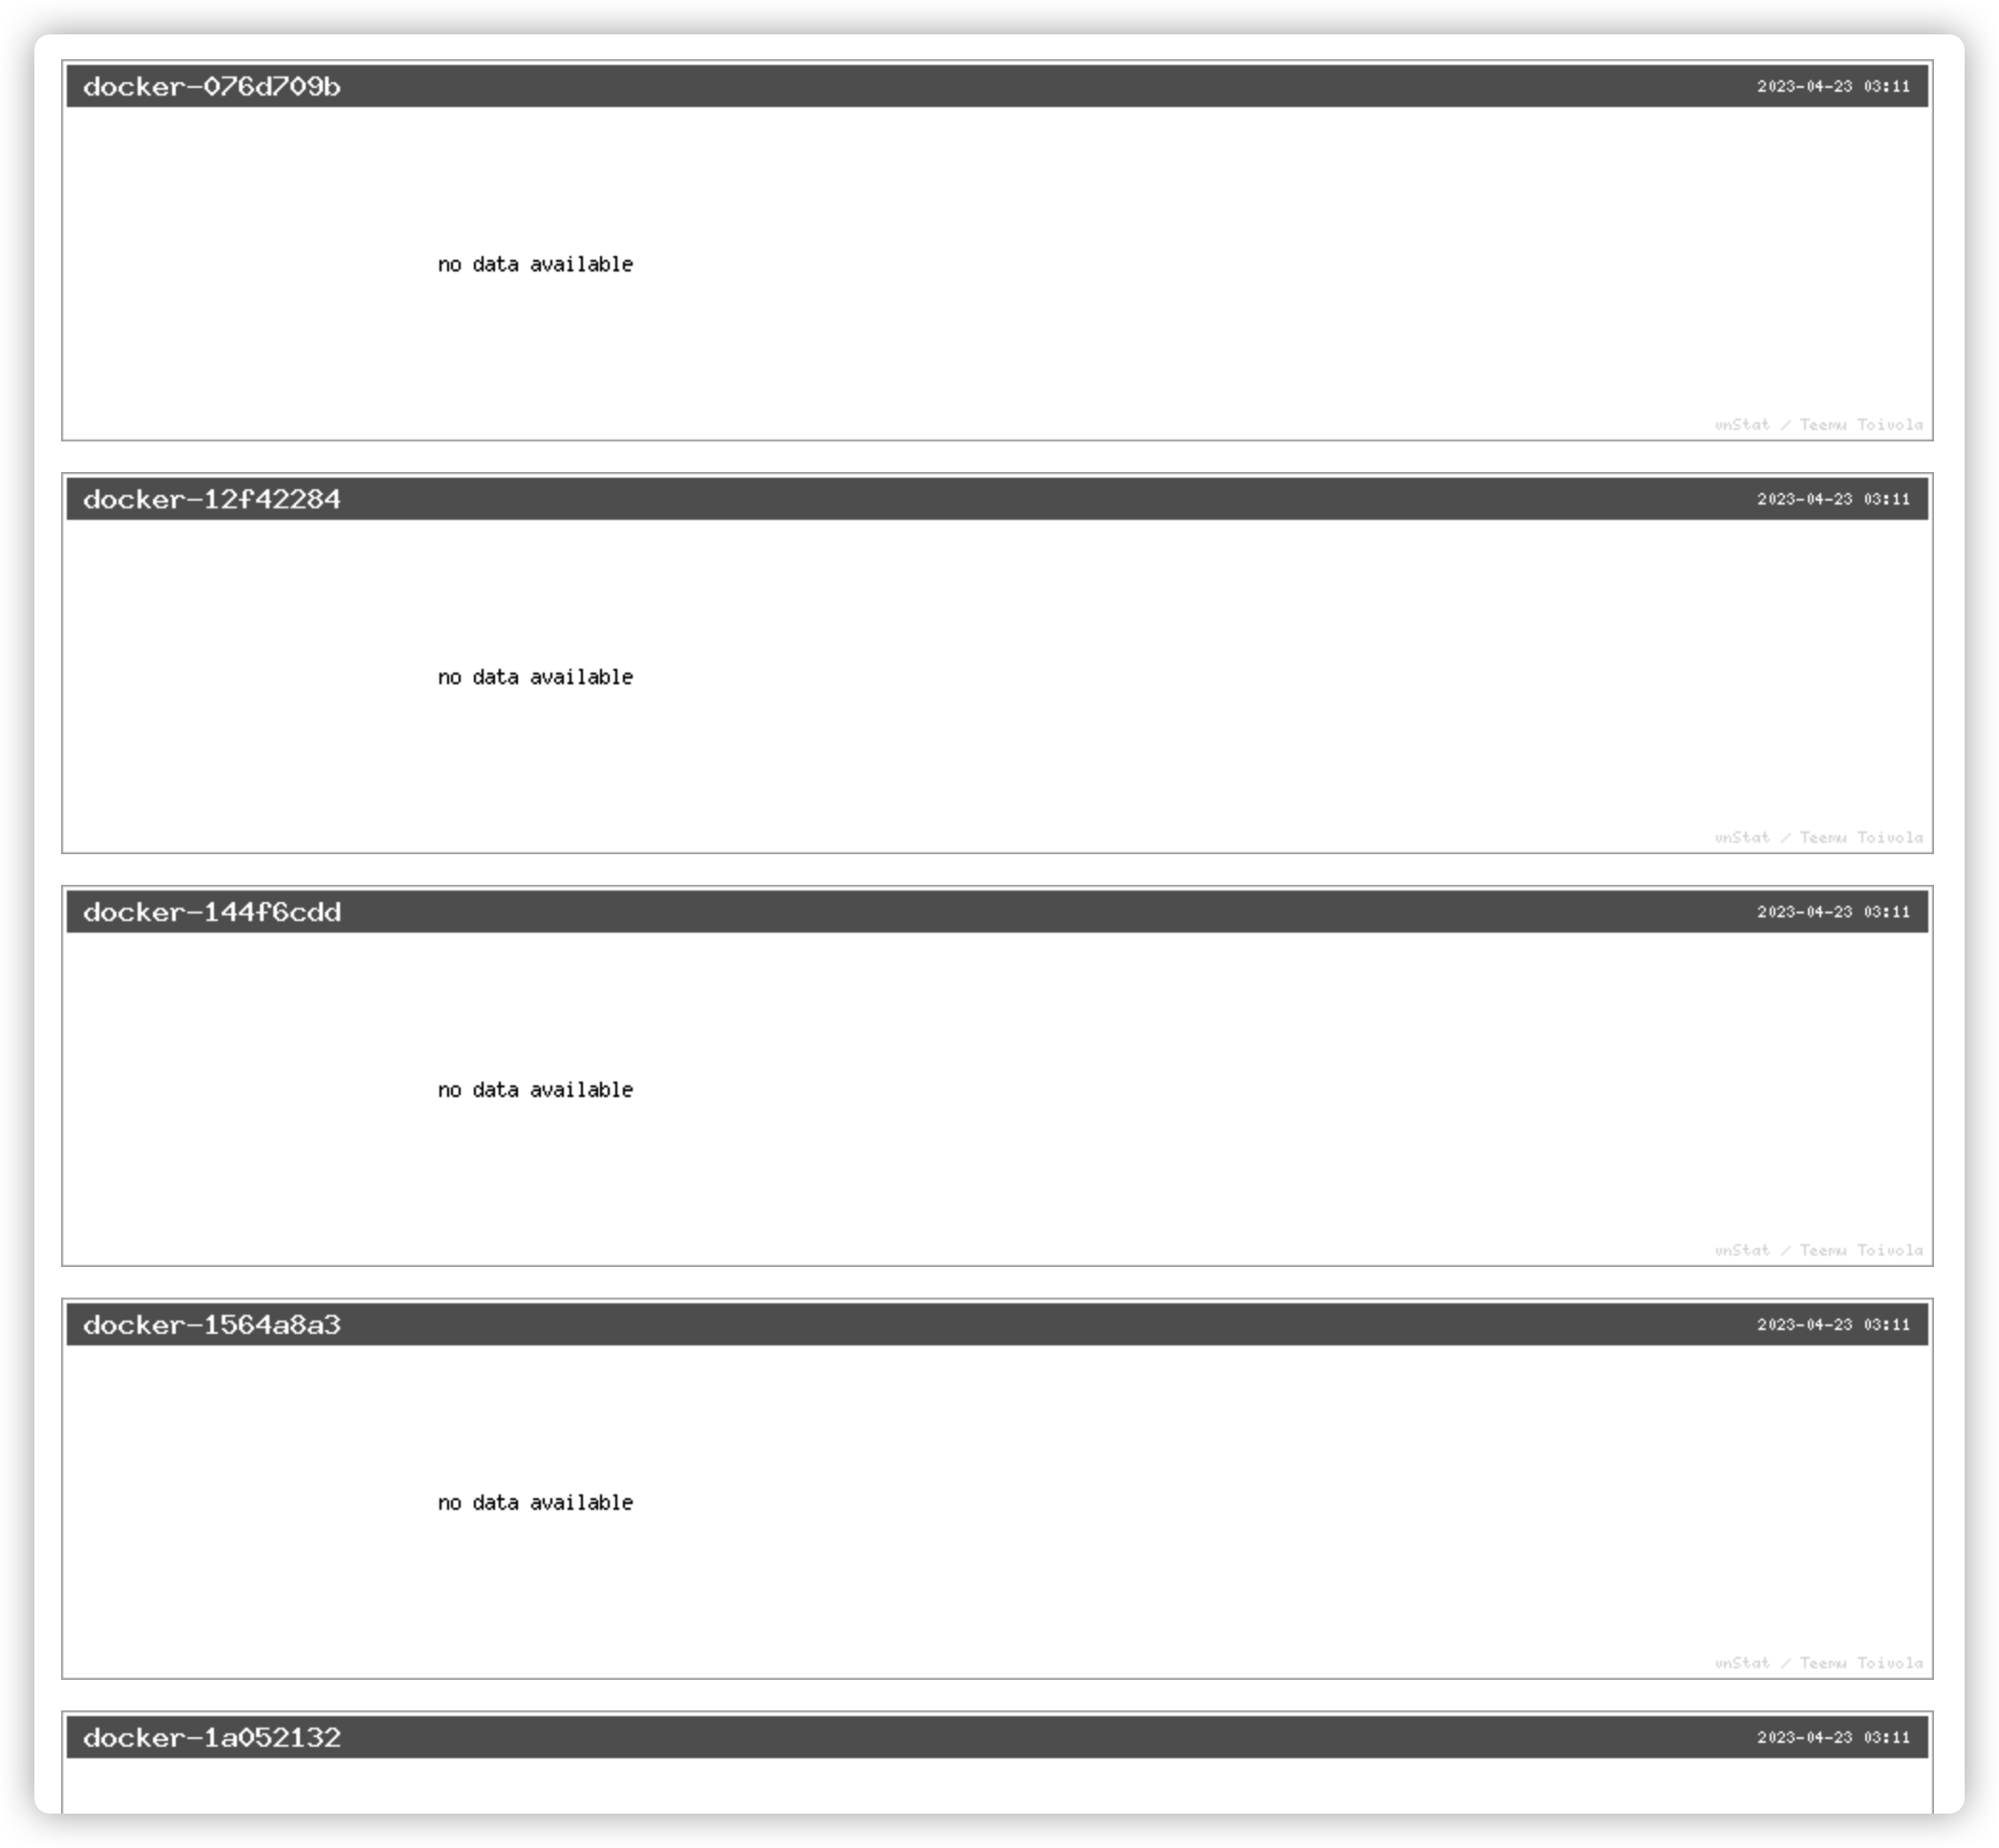 docker-076d709b 2023-04-23 03:11
no data available
vnStat / Teemu Toivola
docker-12f42284 2023-04-23 03:11
no data available
vnStat / Teemu Toivola
docker-144f6cdd 2023-04-23 03:11
no data available
vnStat / Teemu Toivola
docker-1564a8a3 2023-04-23 03:11
no data available
vnStat / Teemu Toivola
docker-1a052132 2023-04-23 03:11